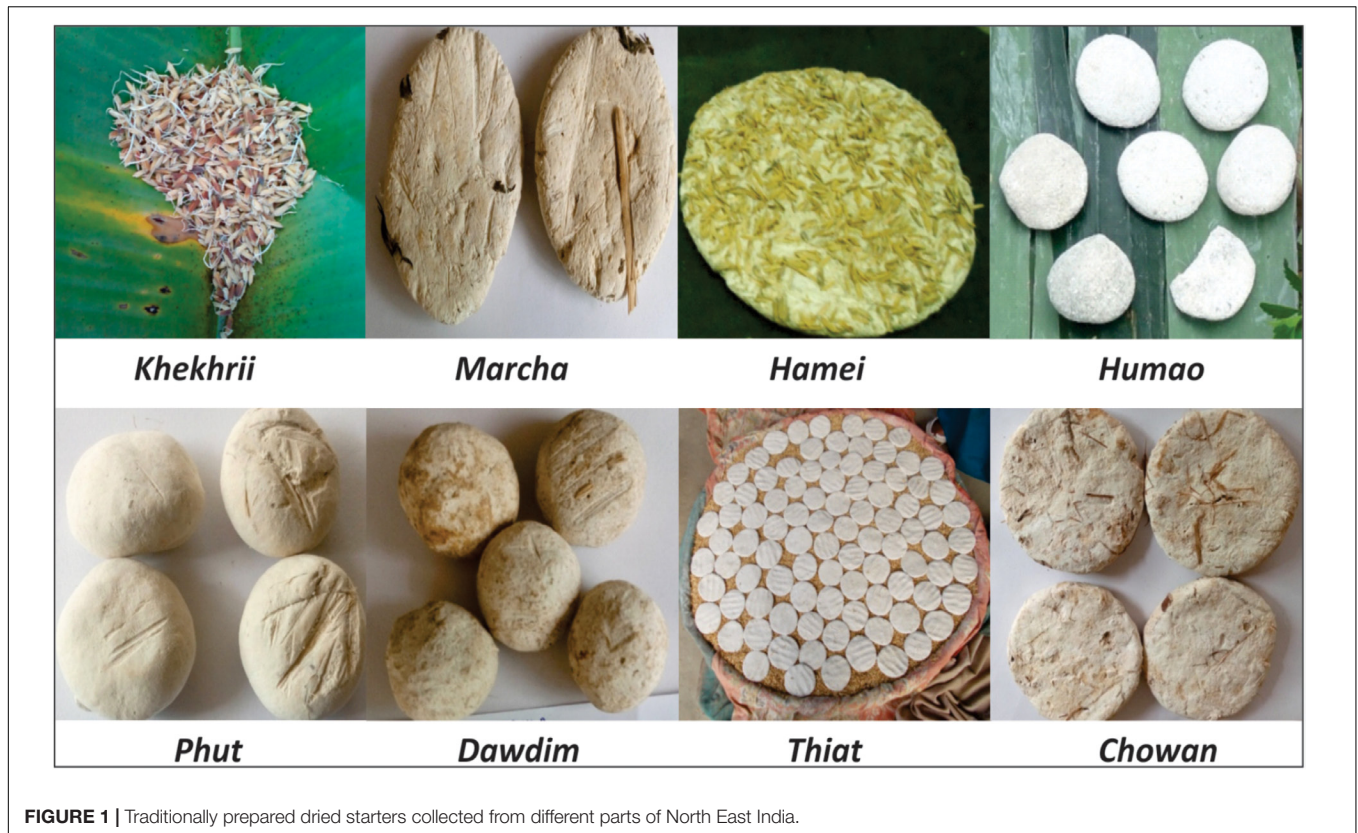 Khekhrii Marcha Hamei Humao
Phut Dawdim Thiat Chowan
FIGURE 1 | Traditionally prepared dried starters collected from different parts of North East India.